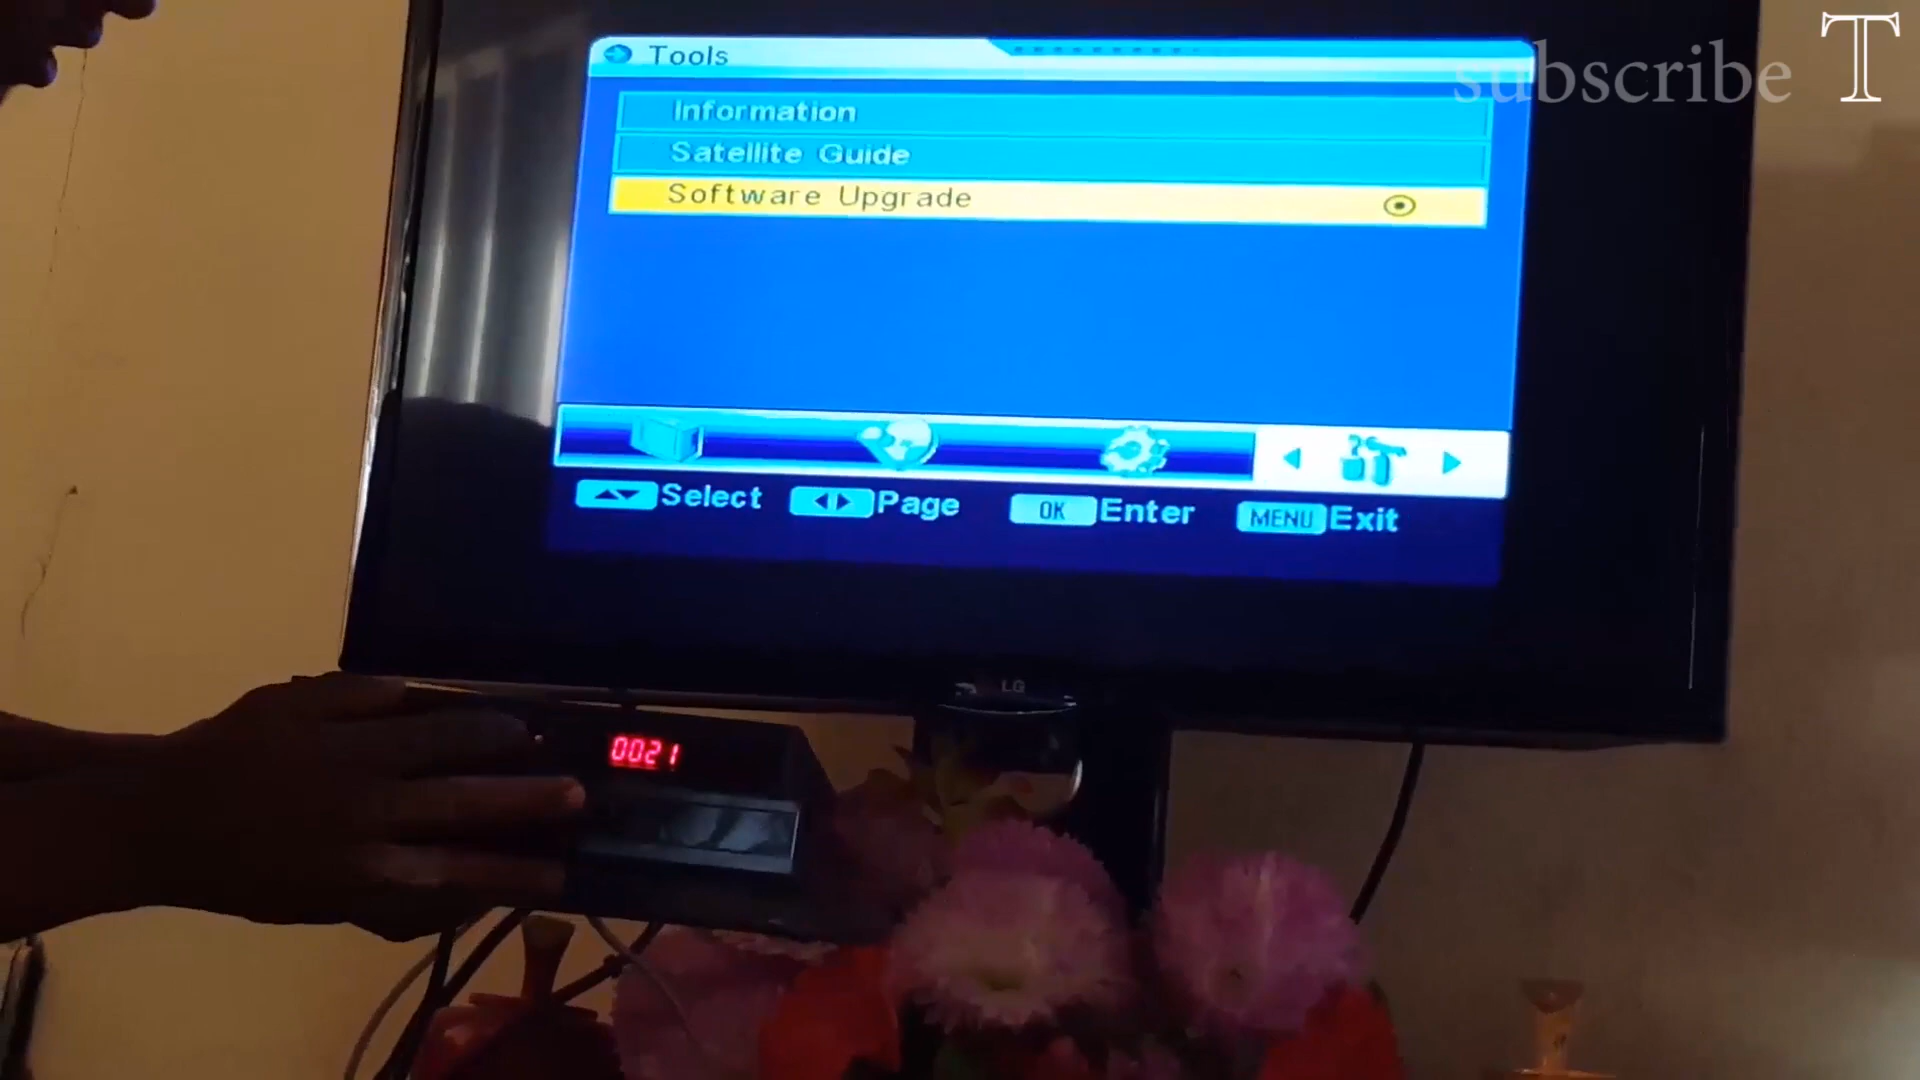 Tools
subscribe T
Information
Satellite Guide
Software Upgrade
Select Page OK Enter MENU Exit
LG
0021